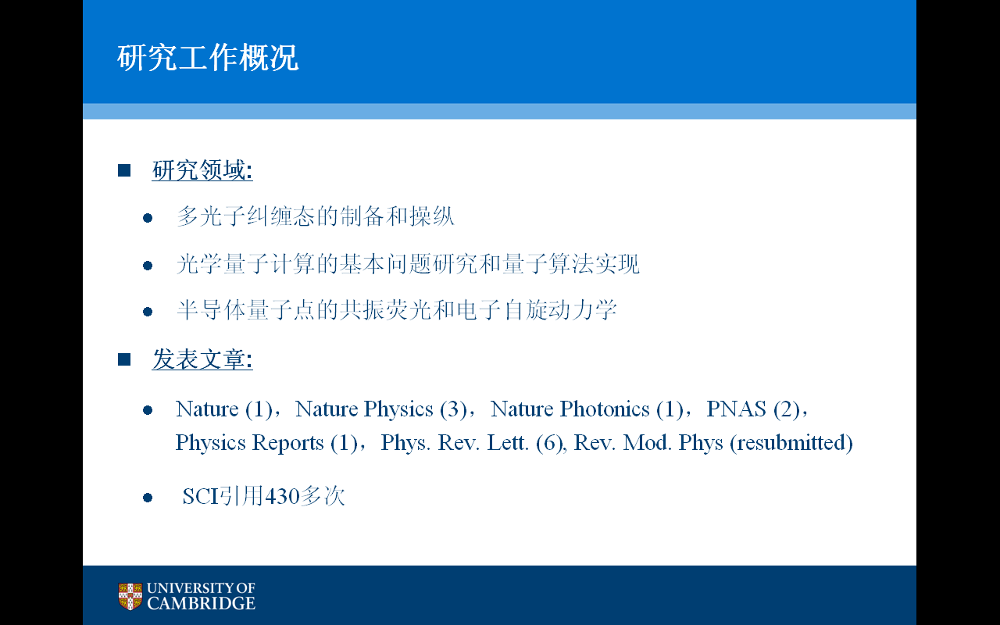 研究工作概况
研究领域:
多光子纠缠态的制备和操纵
光学量子计算的基本问题研究和量子算法实现
半导体量子点的共振荧光和电子自旋动力学
发表文章:
Nature (1)，Nature Physics (3)，Nature Photonics (1)，PNAS (2)，
Physics Reports (1)，Phys. Rev. Lett. (6), Rev. Mod. Phys (resubmitted)
SCI引用430多次
UNIVERSITY OF
CAMBRIDGE